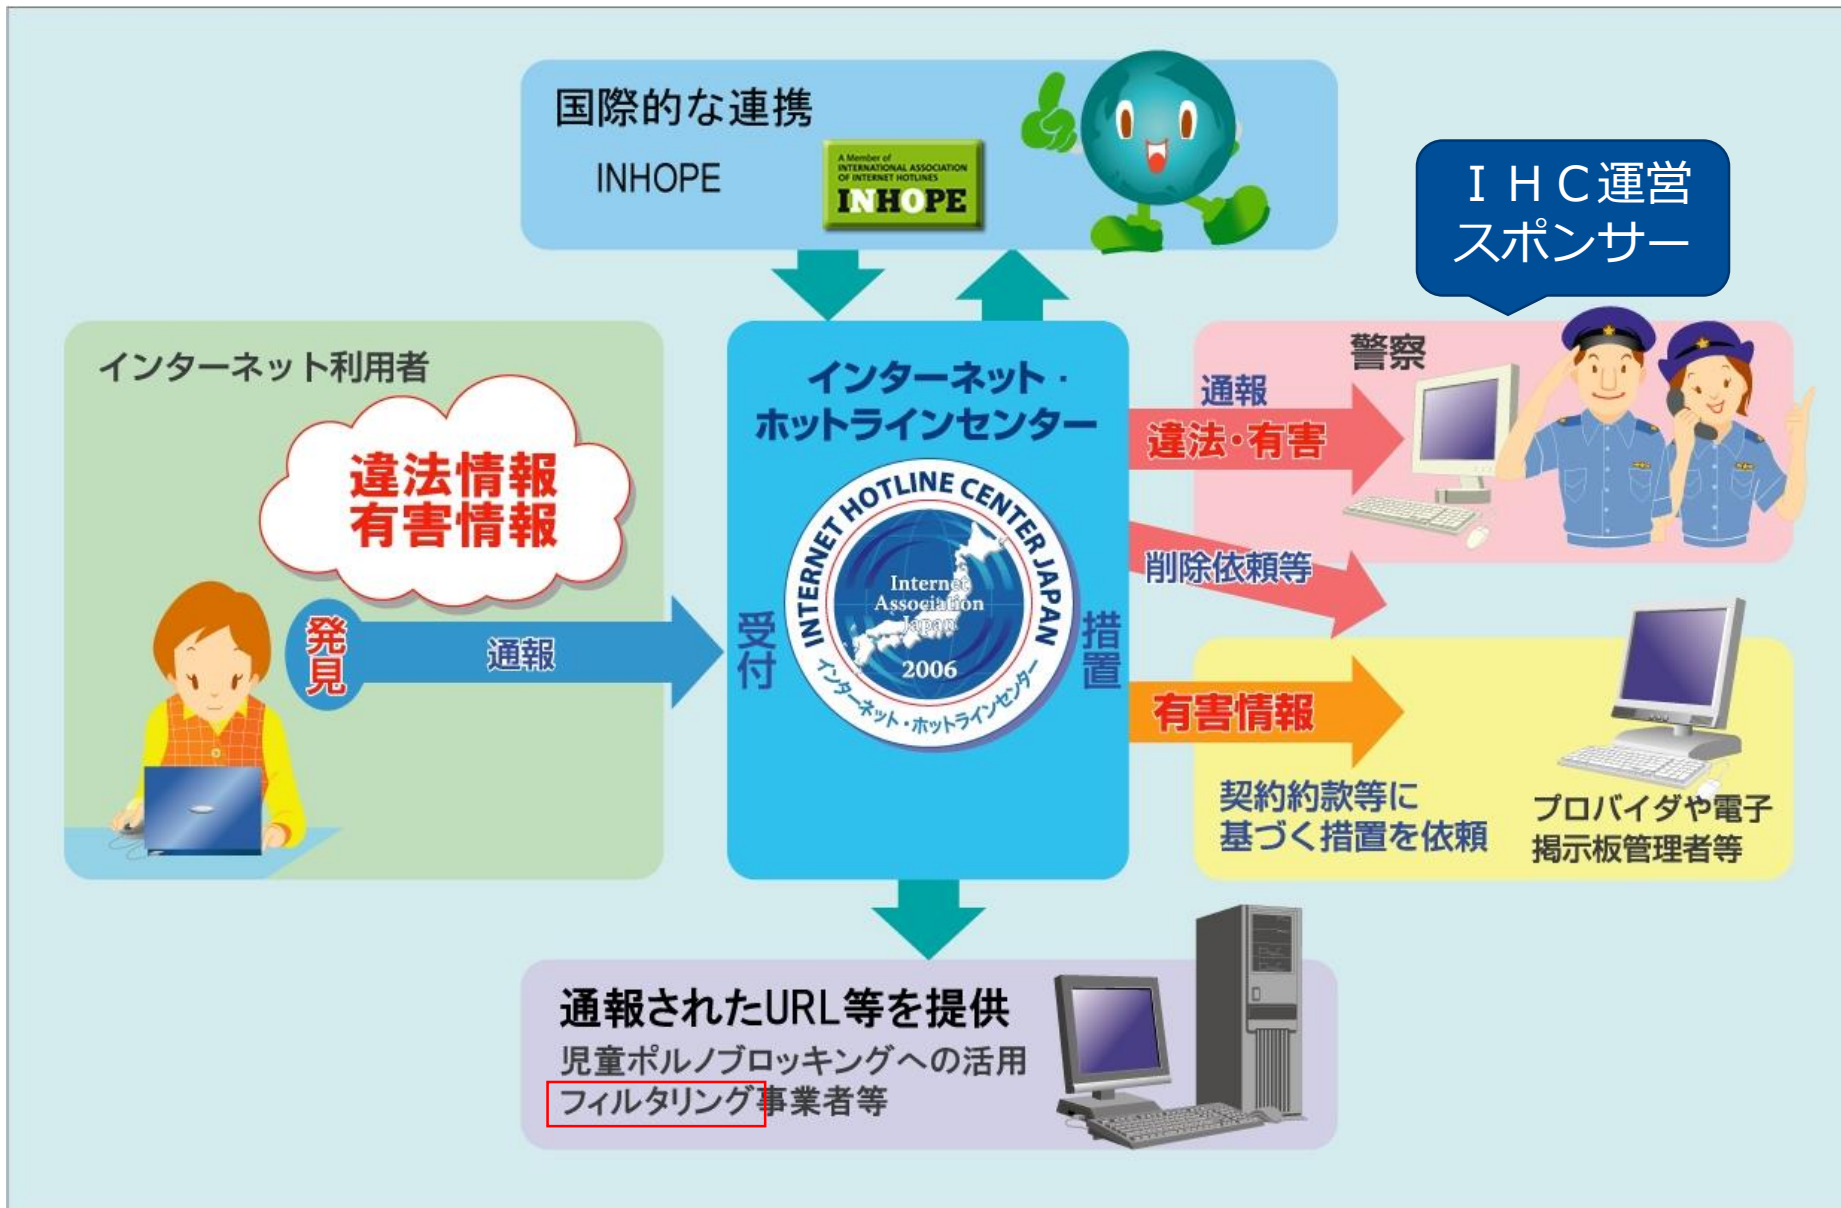 国際的な連携
INHOPE
A Member of
INTERNATIONAL ASSOCIATION
OF INTERNET HOTLINES
INHOPE
ＩＨＣ運営
スポンサー
インターネット利用者
違法情報
有害情報
発見
通報
インターネット・
ホットラインセンター
受付
INTERNET HOTLINE CENTER JAPAN
Internet
Association
Japan
2006
インターネット・ホットラインセンター
措置
警察
通報
違法・有害
削除依頼等
有害情報
契約約款等に
基づく措置を依頼
プロバイダや電子
掲示板管理者等
通報されたURL等を提供
児童ポルノブロッキングへの活用
フィルタリング事業者等